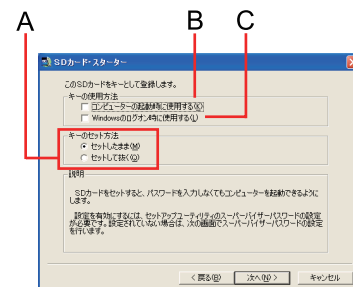 A
B
C
SDカード・スターター
このSDカードをキーとして登録します。
キーの使用方法
コンピューターの起動時に使用する(K)
Windowsのログオン時に使用する(L)
キーのセット方法
セットしたまま(M)
セットして抜く(O)
説明
SDカードをセットすると、パスワードを入力しなくてもコンピューターを起動できるように
します。
設定を有効にするには、セットアップユーティリティのスーパーバイザーパスワードの設定
が必要です。設定されていない場合は、次の画面でスーパーバイザーパスワードの設定
を行います。
< 戻る(B)
次へ(N) >
キャンセル